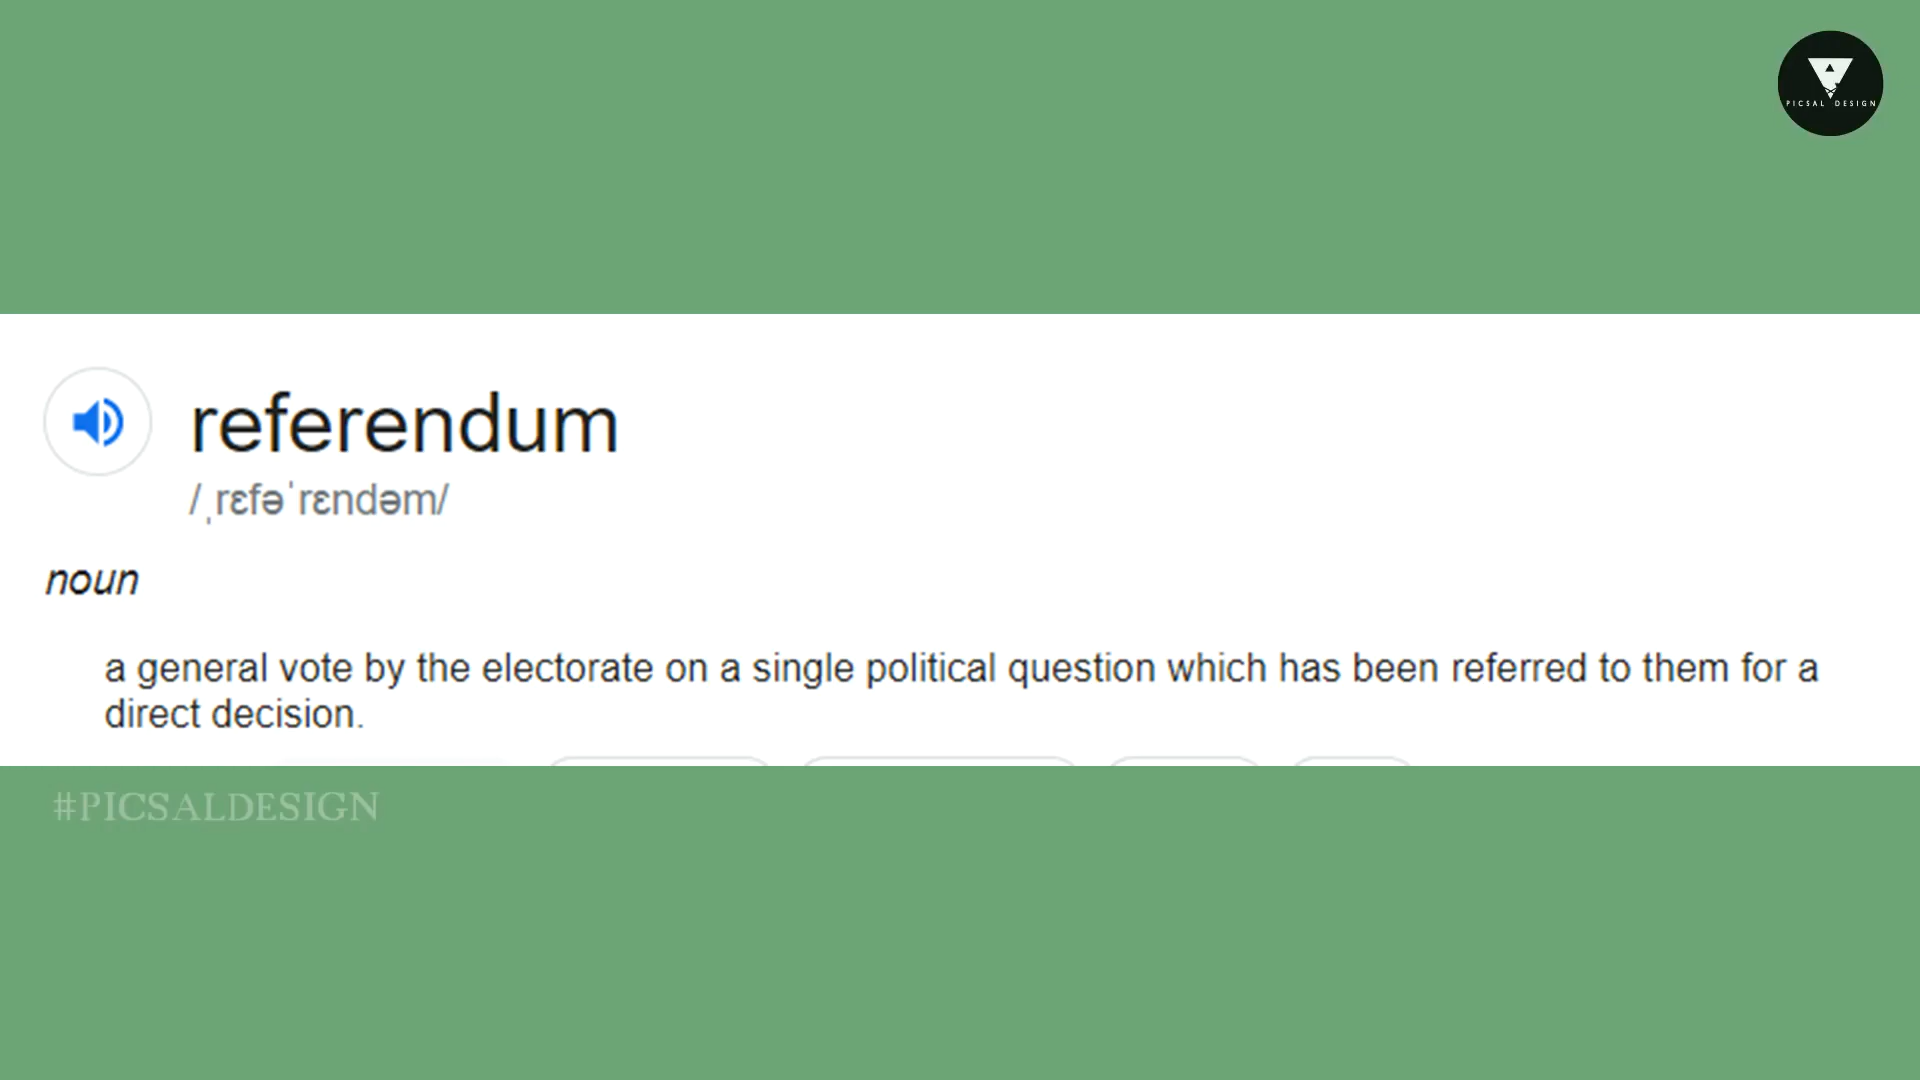 PICSAL DESIGN
referendum
/ˌrɛfəˈrɛndəm/
noun
a general vote by the electorate on a single political question which has been referred to them for a
direct decision.
#PICSALDESIGN